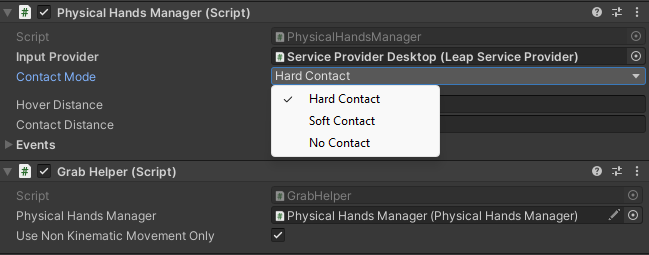 Physical Hands Manager (Script)
Script PhysicalHandsManager
Input Provider Service Provider Desktop (Leap Service Provider)
Contact Mode Hard Contact
Hard Contact
Hover Distance
Soft Contact
Contact Distance
No Contact
Events
Grab Helper (Script)
Script GrabHelper
Physical Hands Manager Physical Hands Manager (Physical Hands Manager)
Use Non Kinematic Movement Only